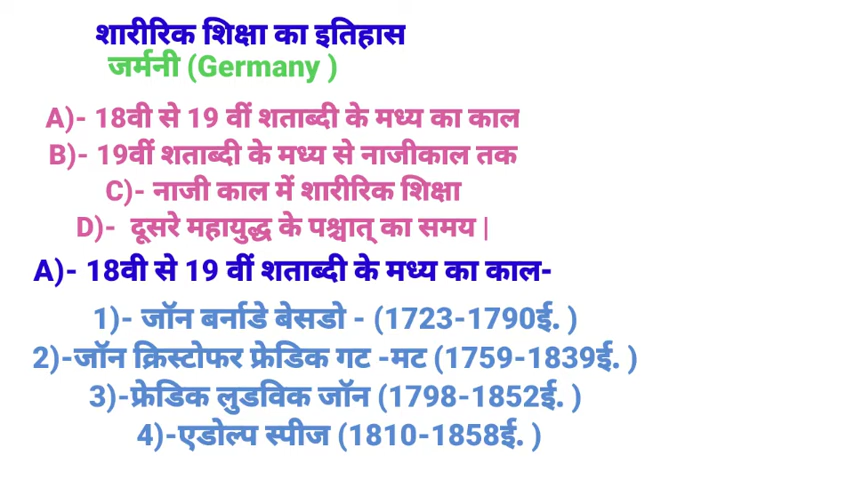 शारीरिक शिक्षा का इतिहास
जर्मनी (Germany )
A)- 18वी से 19 वीं शताब्दी के मध्य का काल
B)- 19वीं शताब्दी के मध्य से नाजीकाल तक
C)- नाजी काल में शारीरिक शिक्षा
D)- दूसरे महायुद्ध के पश्चात् का समय |
A)- 18वी से 19 वीं शताब्दी के मध्य का काल-
1)- जॉन बर्नाडे बेसडो - (1723-1790ई. )
2)-जॉन क्रिस्टोफर फ्रेडिक गट -मट (1759-1839ई. )
3)-फ्रेडिक लुडविक जॉन (1798-1852ई. )
4)-एडोल्प स्पीज (1810-1858ई. )